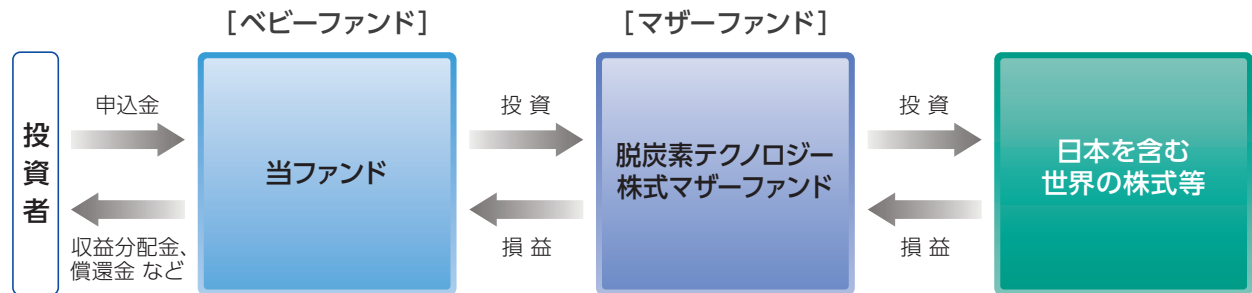 [ベビーファンド]
[マザーファンド]
投資者
申込金
収益分配金、
償還金 など
当ファンド
投 資
損 益
脱炭素テクノロジー
株式マザーファンド
投 資
損 益
日本を含む
世界の株式等